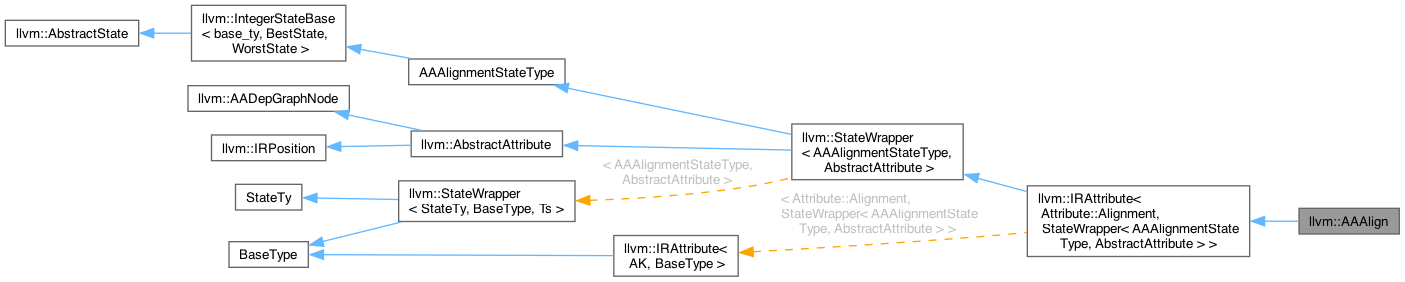 llvm::AbstractState
llvm::IntegerStateBase
< base_ty, BestState,
WorstState >
AAAlignmentStateType
llvm::AADepGraphNode
llvm::IRPosition
llvm::AbstractAttribute
llvm::StateWrapper
< AAAlignmentStateType,
AbstractAttribute >
< AAAlignmentStateType,
AbstractAttribute >
StateTy
llvm::StateWrapper
< StateTy, BaseType, Ts >
< Attribute::Alignment,
StateWrapper< AAAlignmentState
Type, AbstractAttribute > >
llvm::IRAttribute<
Attribute::Alignment,
StateWrapper< AAAlignmentState
Type, AbstractAttribute > >
llvm::AAAlign
BaseType
llvm::IRAttribute<
AK, BaseType >